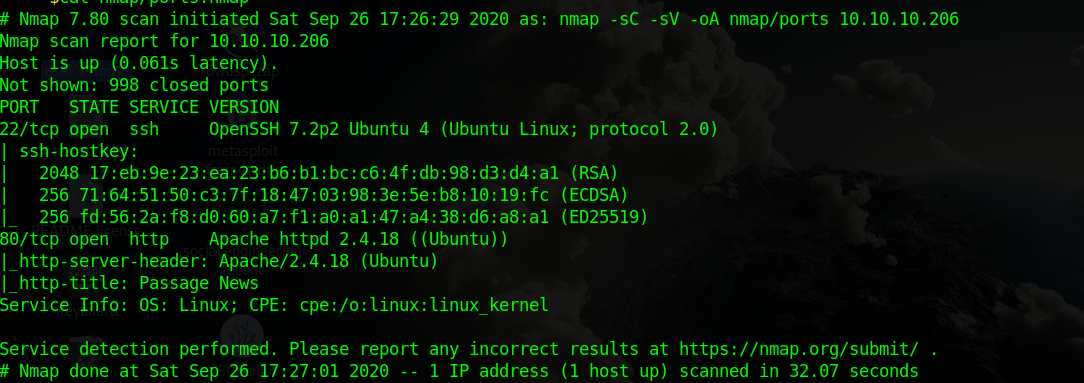 $cat nmap/ports.nmap
# Nmap 7.80 scan initiated Sat Sep 26 17:26:29 2020 as: nmap -sC -sV -oA nmap/ports 10.10.10.206
Nmap scan report for 10.10.10.206
Host is up (0.061s latency).
Not shown: 998 closed ports
PORT   STATE SERVICE VERSION
22/tcp open  ssh     OpenSSH 7.2p2 Ubuntu 4 (Ubuntu Linux; protocol 2.0)
| ssh-hostkey:
metasploit
|   2048 17:eb:9e:23:ea:23:b6:b1:bc:c6:4f:db:98:d3:d4:a1 (RSA)
|   256 71:64:51:50:c3:7f:18:47:03:98:3e:5e:b8:10:19:fc (ECDSA)
|_  256 fd:56:2a:f8:d0:60:a7:f1:a0:a1:47:a4:38:d6:a8:a1 (ED25519)
README.license
80/tcp open  http    Apache httpd 2.4.18 ((Ubuntu))
|_http-server-header: Apache/2.4.18 (Ubuntu)
|_http-title: Passage News
Service Info: OS: Linux; CPE: cpe:/o:linux:linux_kernel
Service detection performed. Please report any incorrect results at https://nmap.org/submit/ .
# Nmap done at Sat Sep 26 17:27:01 2020 -- 1 IP address (1 host up) scanned in 32.07 seconds